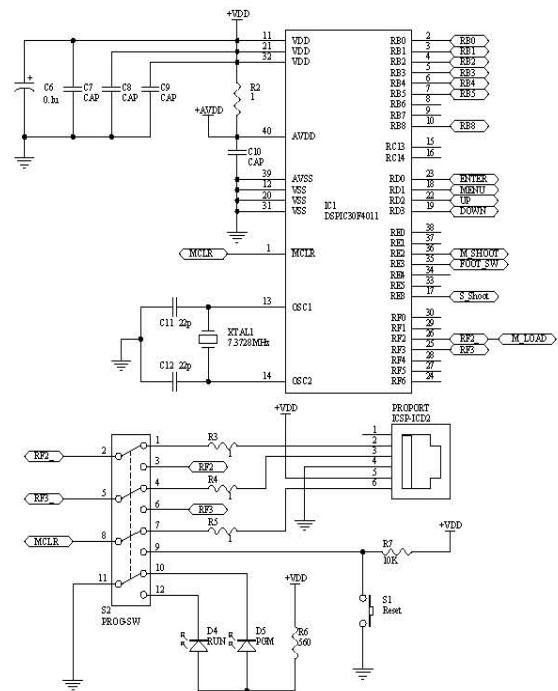 +VDD
11 VDD
21 VDD
32 VDD
C6
0.1u
C7
CAP
C8
CAP
C9
CAP
R2
1
+AVDD
40 AVDD
C10
CAP
39 AVSS
12 VSS
20 VSS
31 VSS
MCLR 1 MCLR
C11 22p
13 OSC1
XTAL1
7.3728MHz
C12 22p
14 OSC2
IC1
DSPIC30F4011
RB0 2 RB0
RB1 3 RB1
RB2 4 RB2
RB3 5 RB3
RB4 6 RB4
RB5 7 RB5
RB6 8
RB7 9
RB8 10 RB8
RC13 15
RC14 16
RD0 23 ENTER
RD1 18 MENU
RD2 22 UP
RD3 19 DOWN
RE0 38
RE1 37
RE2 36 M_SHOOT
RE3 35 FOOT_SW
RE4 34
RE5 33
RE8 17 S_Shoot
RF0 30
RF1 29
RF2 26 RF2_ M_LOAD
RF3 25 RF3
RF4 28
RF5 27
RF6 24
+VDD
PROPORT
ICSP-ICD2
1
2
3
4
5
6
RF2_ 2
1
R3
1
3 RF2
RF3_ 5
4
R4
1
6 RF3
MCLR 8
7
R5
1
9
R7
10K
+VDD
11
10
12
S2
PROG-SW
D4
RUN
D5
PGM
+VDD
R6
560
S1
Reset